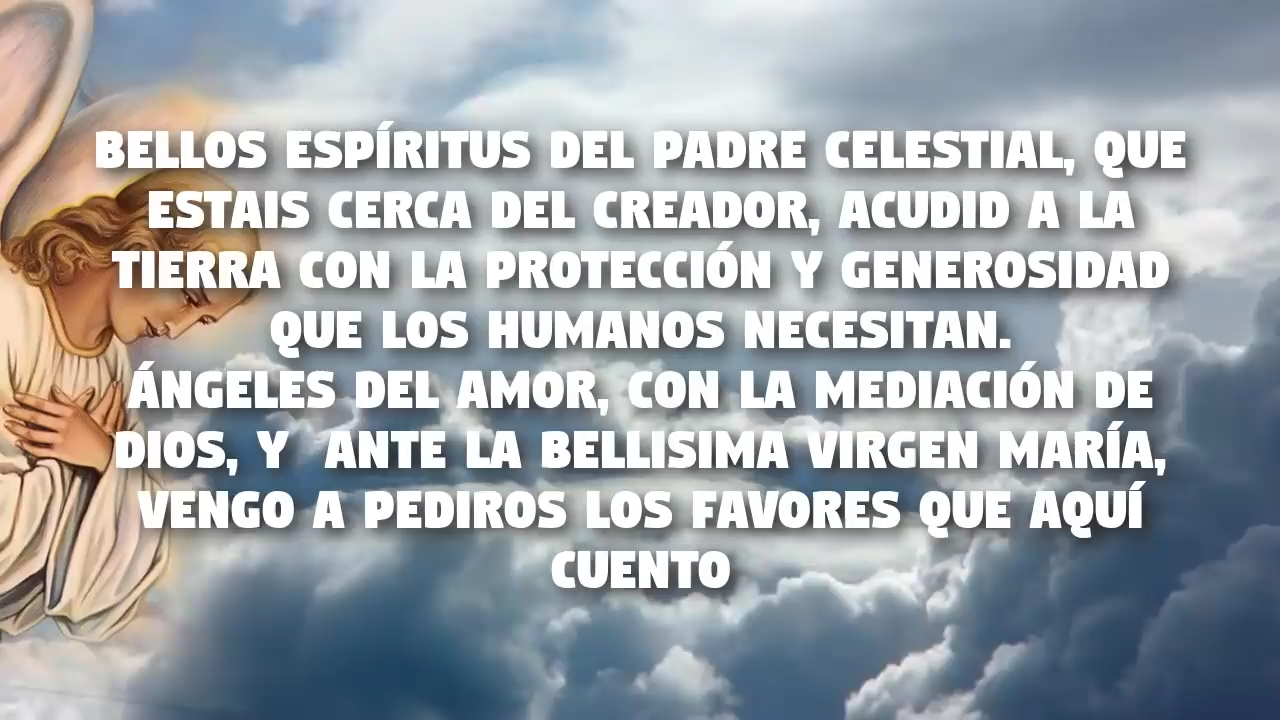 BELLOS ESPÍRITUS DEL PADRE CELESTIAL, QUE
ESTAIS CERCA DEL CREADOR, ACUDID A LA
TIERRA CON LA PROTECCIÓN Y GENEROSIDAD
QUE LOS HUMANOS NECESITAN.
ÁNGELES DEL AMOR, CON LA MEDIACIÓN DE
DIOS, Y  ANTE LA BELLISIMA VIRGEN MARÍA,
VENGO A PEDIROS LOS FAVORES QUE AQUÍ
CUENTO